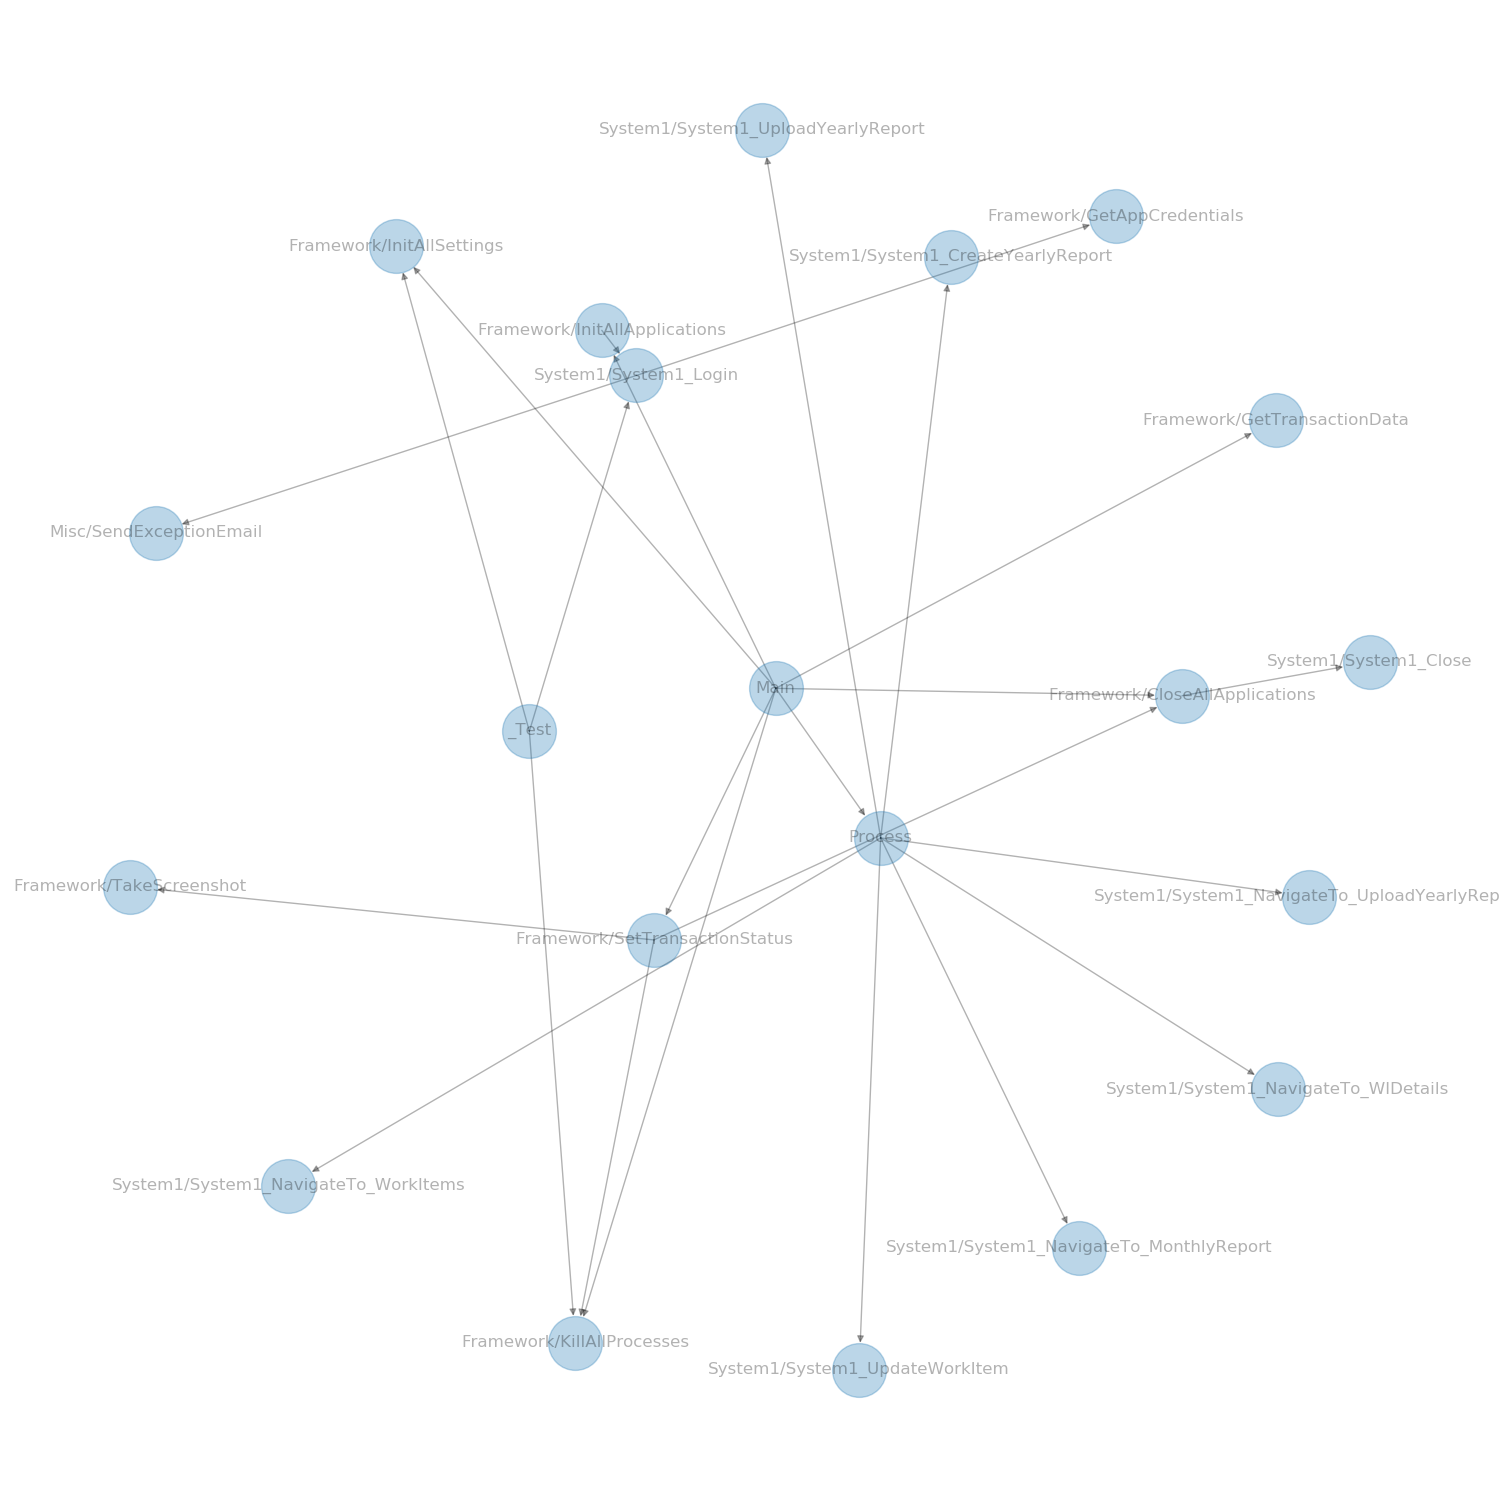 System1/System1_UploadYearlyReport
Framework/GetAppCredentials
Framework/InitAllSettings
System1/System1_CreateYearlyReport
Framework/InitAllApplications
System1/System1_Login
Framework/GetTransactionData
Misc/SendExceptionEmail
System1/System1_Close
Main
Framework/CloseAllApplications
_Test
Process
Framework/TakeScreenshot
System1/System1_NavigateTo_UploadYearlyRep
Framework/SetTransactionStatus
System1/System1_NavigateTo_WIDetails
System1/System1_NavigateTo_WorkItems
System1/System1_NavigateTo_MonthlyReport
Framework/KillAllProcesses
System1/System1_UpdateWorkItem